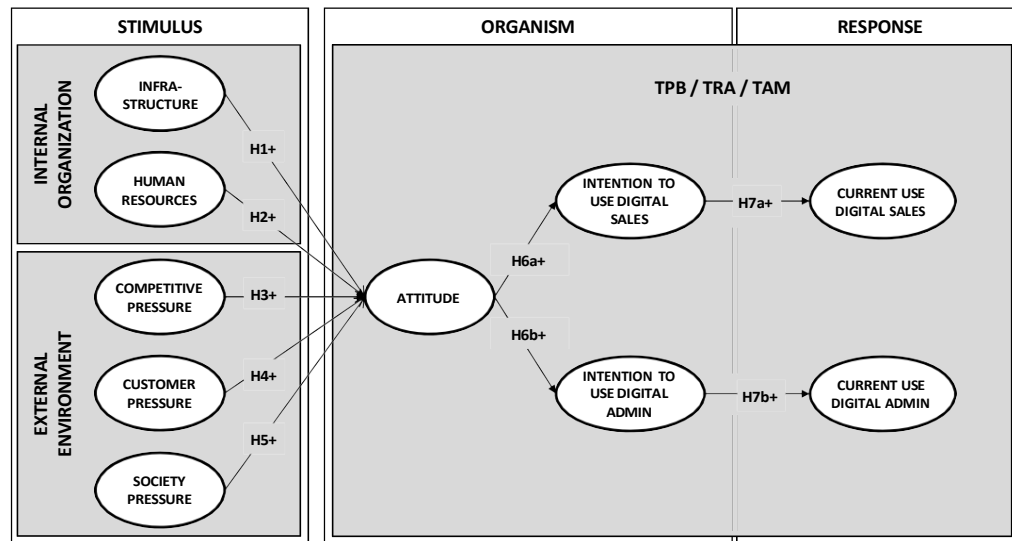 STIMULUS
ORGANISM
RESPONSE
INTERNAL
ORGANIZATION
INFRA-
STRUCTURE
HUMAN
RESOURCES
H1+
H2+
EXTERNAL
ENVIRONMENT
COMPETITIVE
PRESSURE
CUSTOMER
PRESSURE
SOCIETY
PRESSURE
H3+
H4+
H5+
TPB / TRA / TAM
ATTITUDE
H6a+
H6b+
INTENTION TO
USE DIGITAL
SALES
H7a+
CURRENT USE
DIGITAL SALES
INTENTION TO
USE DIGITAL
ADMIN
H7b+
CURRENT USE
DIGITAL ADMIN